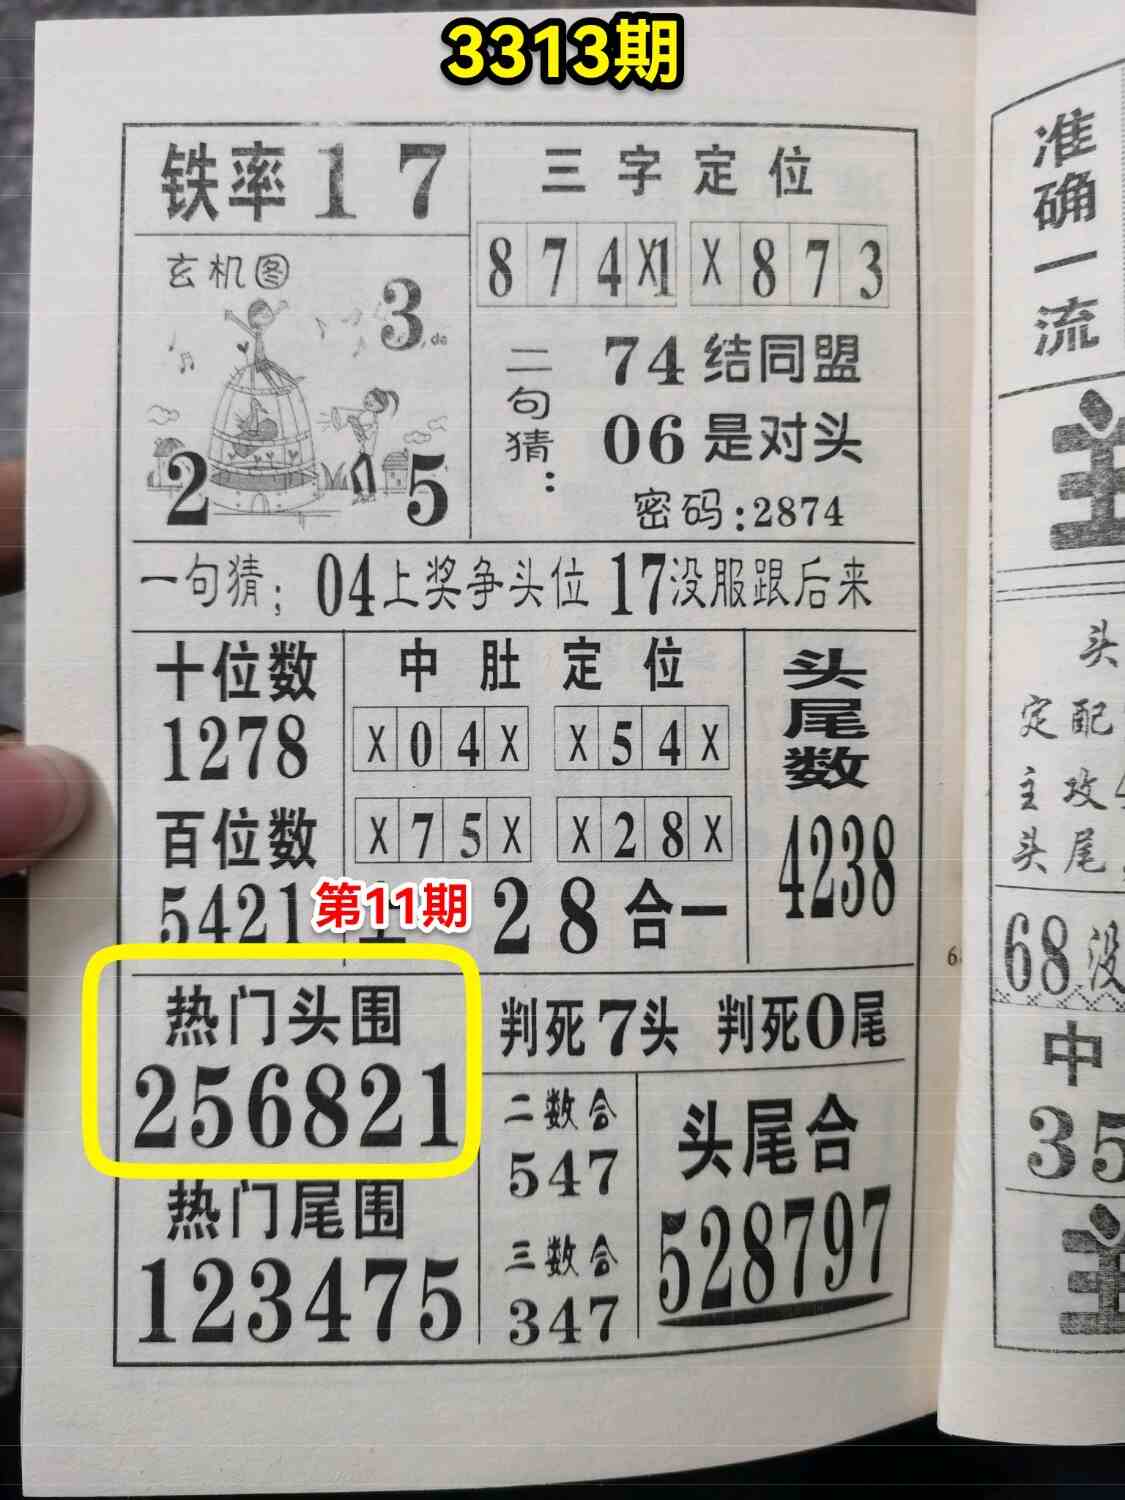 3313期
铁率17
三字定位
874X1 X873
玄机图
3
de
2 5
二句猜：
74结同盟
06是对头
密码:2874
一句猜；04上奖争头位 17没服跟后来
十位数
1278
百位数
5421
第11期
中肚定位
X04X X54X
X75X X28X
28合一
头尾数
4238
热门头围
256821
判死7头 判死0尾
热门尾围
123475
二数合
547
三数合
347
头尾合
528797
准确一流
头
定配
主攻4
头尾
68没
中
35